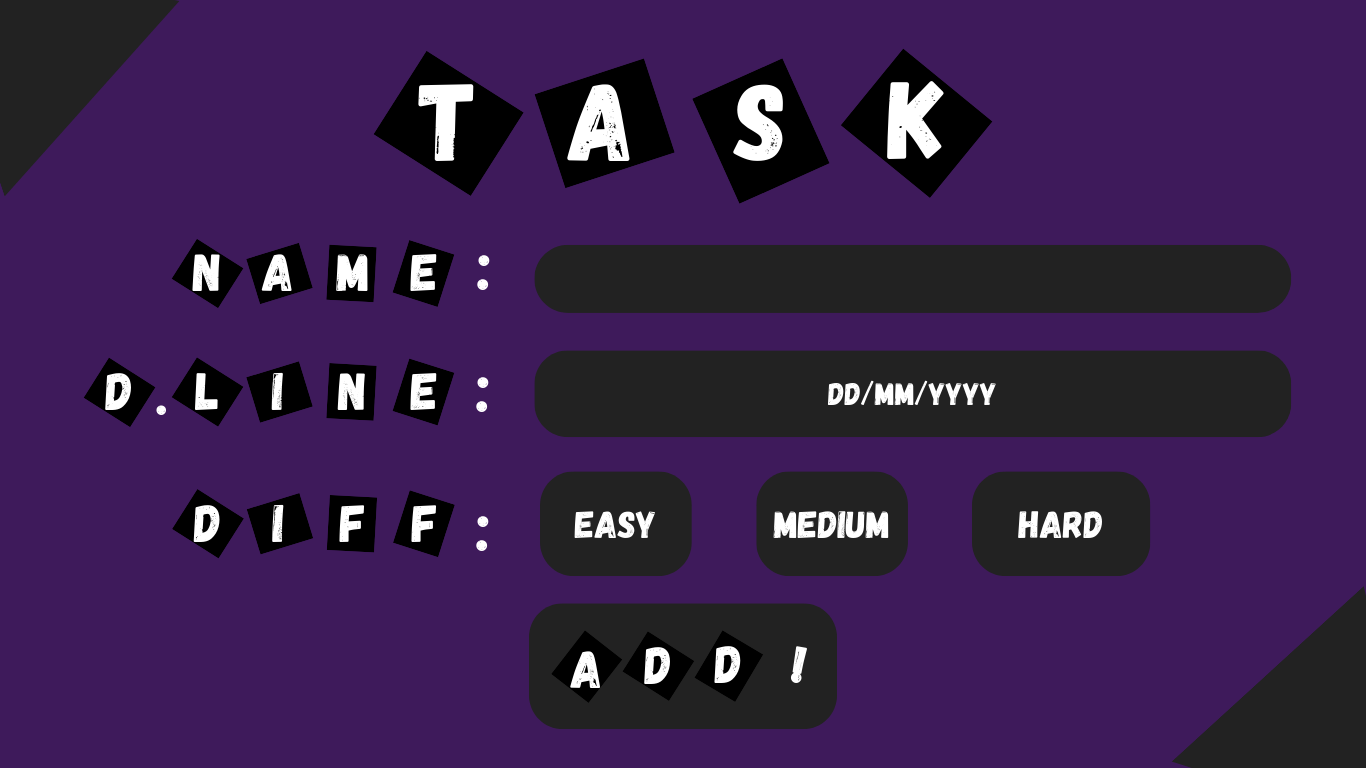 TASK
NAME:
D.LINE: DD/MM/YYYY
DIFF: EASY MEDIUM HARD
ADD!